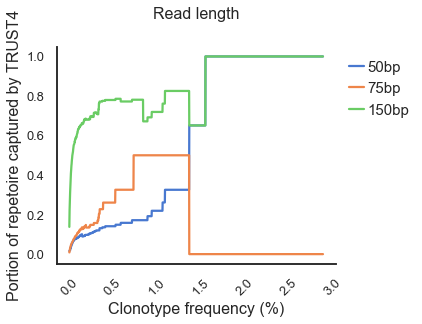 Read length
Portion of repetoire captured by TRUST4
1.0
0.8
0.6
0.4
0.2
0.0
0.0
0.5
1.0
1.5
2.0
2.5
3.0
Clonotype frequency (%)
50bp
75bp
150bp